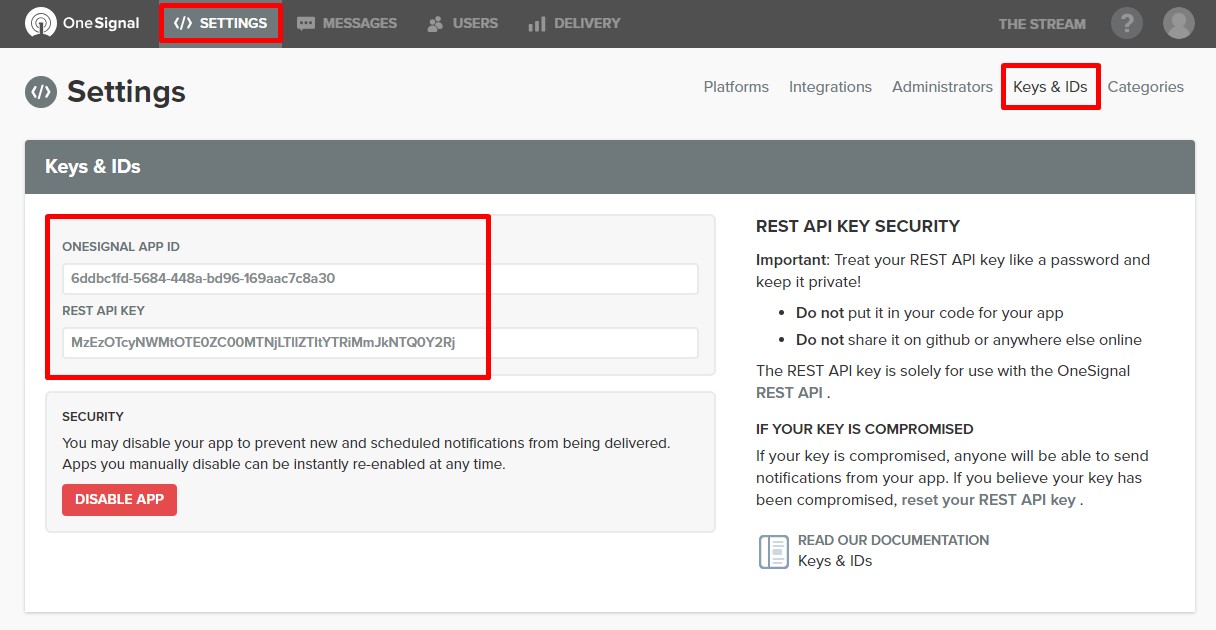 OneSignal
</> SETTINGS
MESSAGES
USERS
DELIVERY
THE STREAM
?
</> Settings
Platforms
Integrations
Administrators
Keys & IDs
Categories
Keys & IDs
ONESIGNAL APP ID
6ddbc1fd-5684-448a-bd96-169aac7c8a30
REST API KEY
MzEzOTcyNWMtOTE0ZC00MTNjLTllZTItYTRiMmJkNTQ0Y2Rj
SECURITY
You may disable your app to prevent new and scheduled notifications from being delivered.
Apps you manually disable can be instantly re-enabled at any time.
DISABLE APP
REST API KEY SECURITY
Important: Treat your REST API key like a password and
keep it private!
• Do not put it in your code for your app
• Do not share it on github or anywhere else online
The REST API key is solely for use with the OneSignal
REST API .
IF YOUR KEY IS COMPROMISED
If your key is compromised, anyone will be able to send
notifications from your app. If you believe your key has
been compromised, reset your REST API key .
READ OUR DOCUMENTATION
Keys & IDs